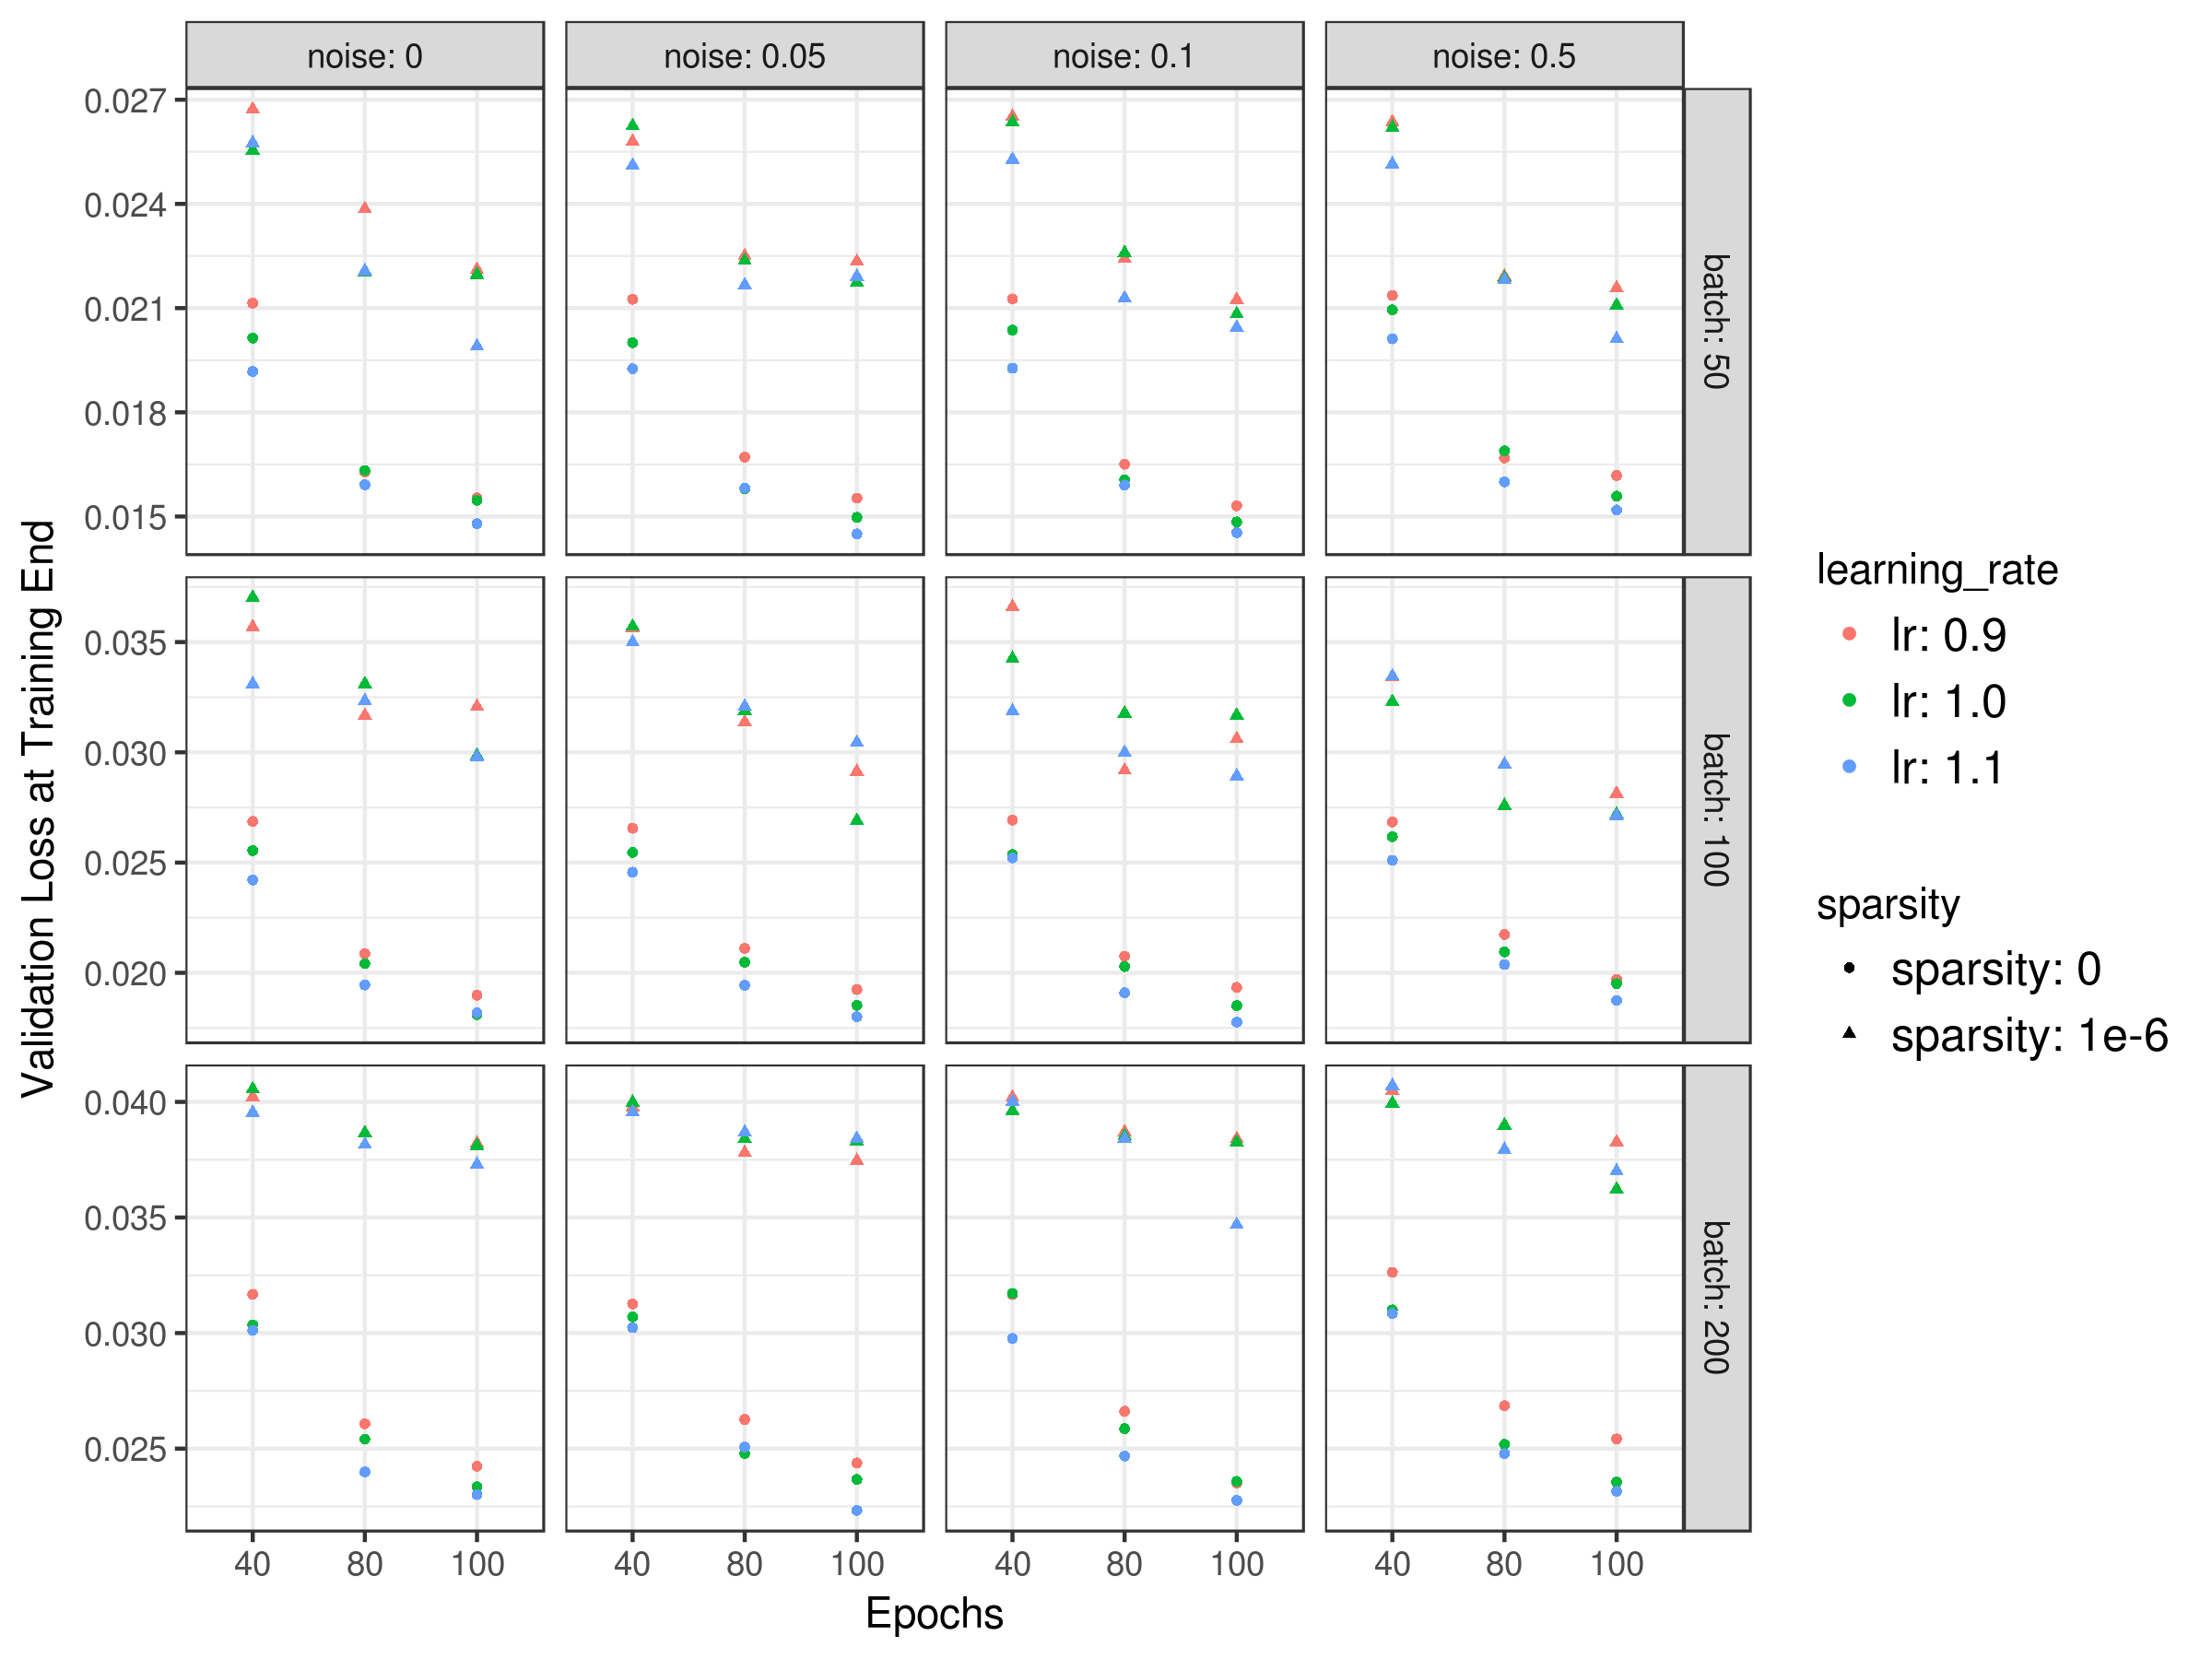 noise: 0
noise: 0.05
noise: 0.1
noise: 0.5
0.027
0.024
0.021
0.018
0.015
batch: 50
0.035
0.030
0.025
0.020
batch: 100
0.040
0.035
0.030
0.025
batch: 200
40 80 100
40 80 100
40 80 100
40 80 100
Epochs
Validation Loss at Training End
learning_rate
lr: 0.9
lr: 1.0
lr: 1.1
sparsity
sparsity: 0
sparsity: 1e-6